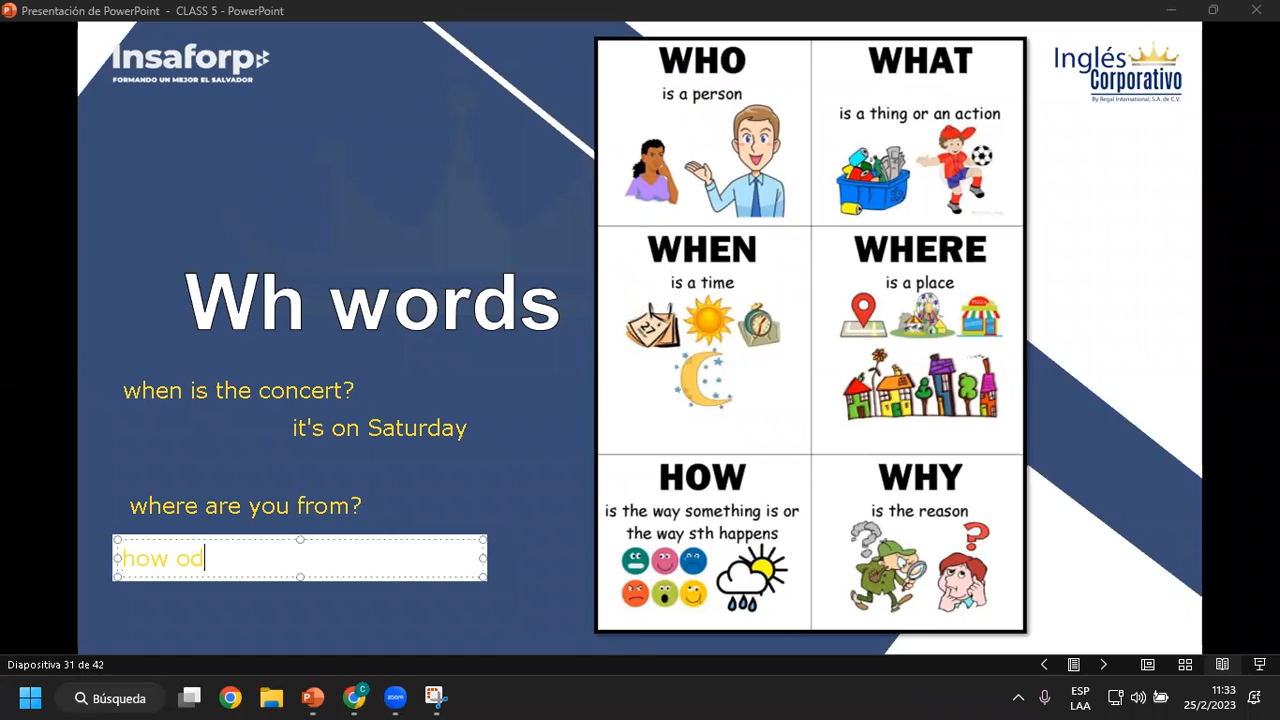 Presentación de PowerPoint - CLASS 5 - PowerPoint
Insaforp
FORMANDO UN MEJOR EL SALVADOR
Inglés
Corporativo
By Regal International, S.A. de C.V.
WHO
is a person
WHAT
is a thing or an action
WHEN
is a time
27
WHERE
is a place
PIZZA
HOW
is the way something is or
the way sth happens
WHY
is the reason
? ?
Wh words
when is the concert?
it's on Saturday
where are you from?
how od
Diapositiva 31 de 42
Búsqueda
zoom
ESP
LAA
11:33
25/2/2023